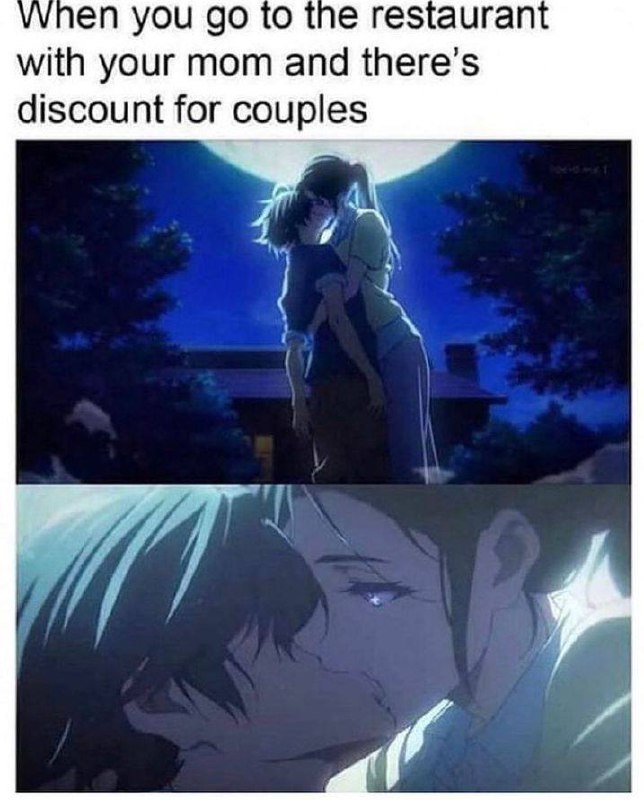 When you go to the restaurant
with your mom and there's
discount for couples